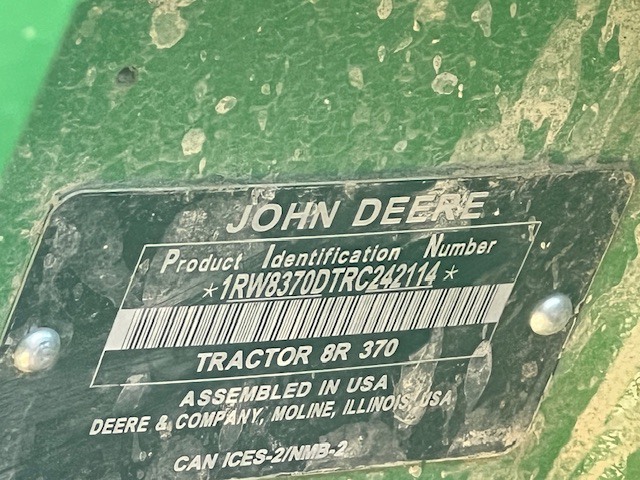 JOHN DEERE
Product Identification Number
*1RW8370DTRC242114*
TRACTOR 8R 370
ASSEMBLED IN USA
DEERE & COMPANY, MOLINE, ILLINOIS, USA
CAN ICES-2/NMB-2